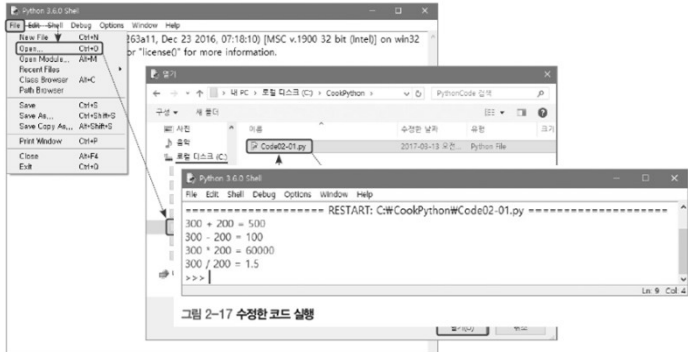 Python 3.6.0 Shell
File Edit Shell Debug Options Window Help
New File Ctrl+N
Open... Ctrl+O
Open Module... Alt+M
Recent Files
Class Browser Alt+C
Path Browser
Save Ctrl+S
Save As... Ctrl+Shift+S
Save Copy As... Alt+Shift+S
Print Window Ctrl+P
Close Alt+F4
Exit Ctrl+Q
263a11, Dec 23 2016, 07:18:10) [MSC v.1900 32 bit (Intel)] on win32
or "license()" for more information.
열기
내 PC > 로컬 디스크 (C:) > CookPython >
PythonCode 검색
구성 새 폴더
사진
음악
로컬 디스크 (C:)
이름 수정한 날짜 유형 크기
Code02-01.py 2017-08-18 오전... Python File
Python 3.6.0 Shell
File Edit Shell Debug Options Window Help
==================== RESTART: C:₩CookPython₩Code02-01.py ====================
300 + 200 = 500
300 - 200 = 100
300 * 200 = 60000
300 / 200 = 1.5
>>>
Ln: 9 Col: 4
그림 2-17 수정한 코드 실행